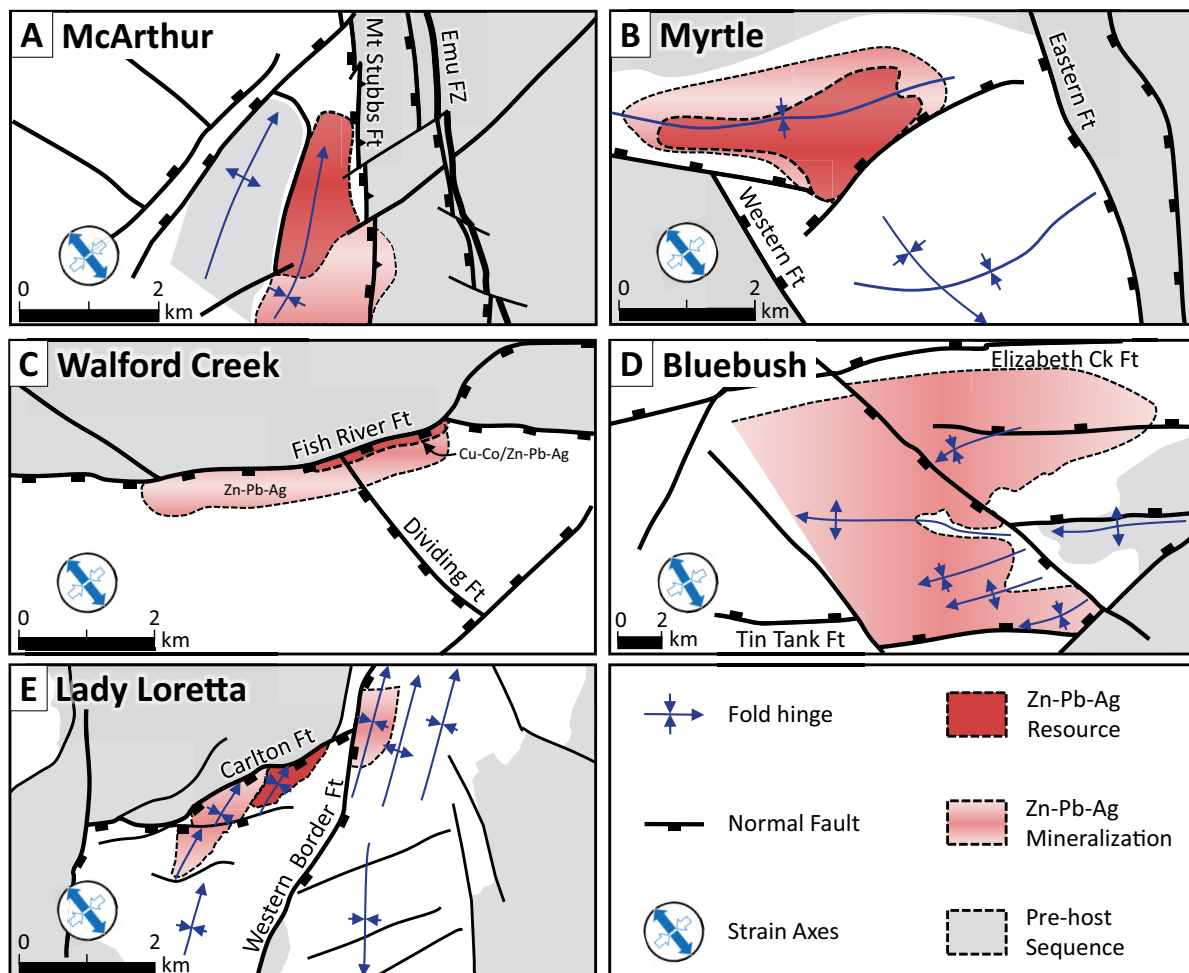 A McArthur
Mt Stubbs Ft
Emu FZ
0 2
km
B Myrtle
Eastern Ft
Western Ft
0 2
km
C Walford Creek
Fish River Ft
Cu-Co/Zn-Pb-Ag
Zn-Pb-Ag
Dividing Ft
0 2
km
D Bluebush
Elizabeth Ck Ft
Tin Tank Ft
0 2
km
E Lady Loretta
Carlton Ft
Western Border Ft
0 2
km
Fold hinge
Normal Fault
Strain Axes
Zn-Pb-Ag
Resource
Zn-Pb-Ag
Mineralization
Pre-host
Sequence